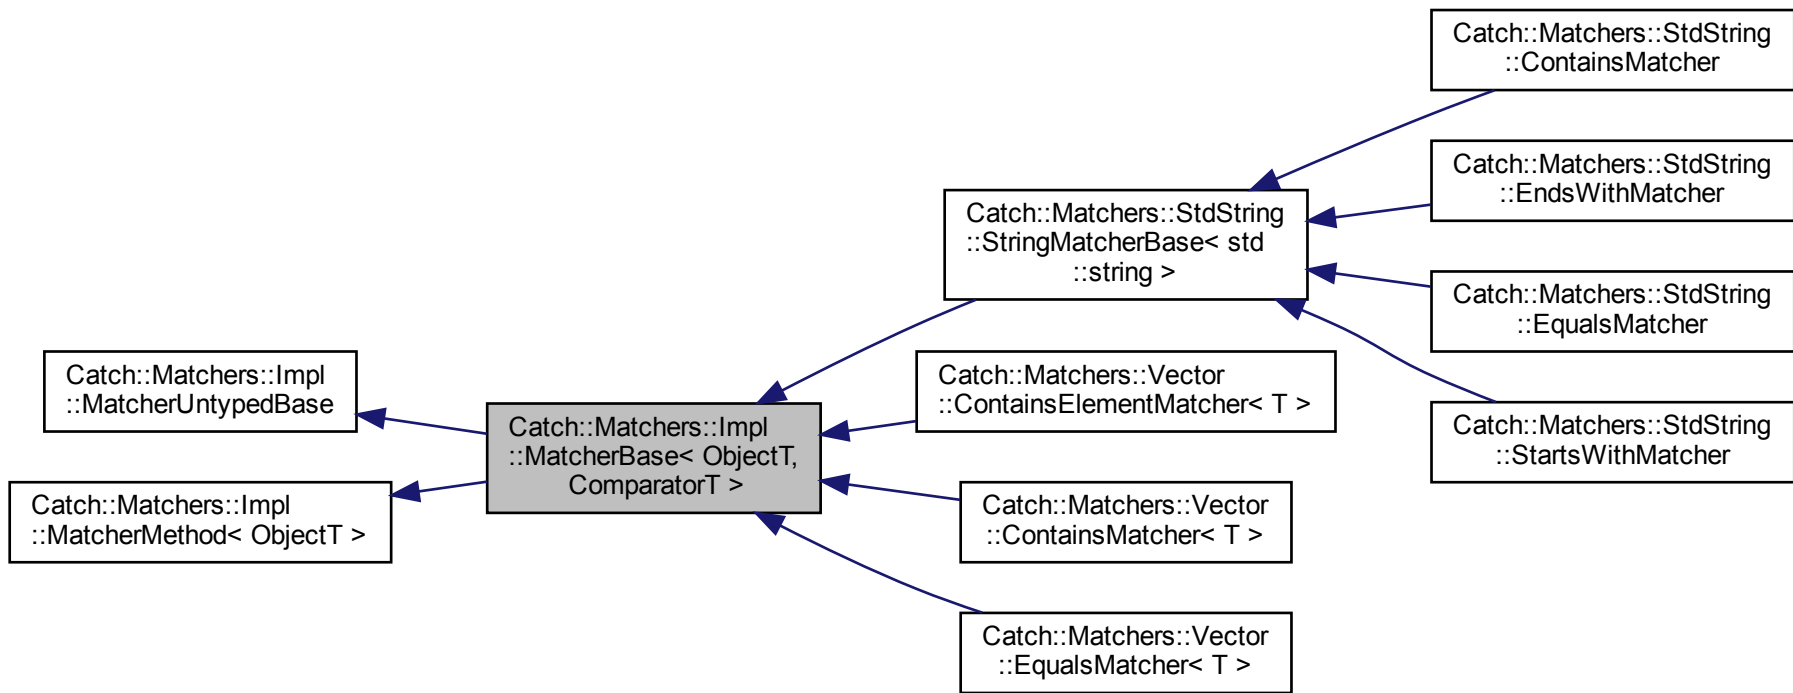 Catch::Matchers::Impl
::MatcherUntypedBase
Catch::Matchers::Impl
::MatcherMethod< ObjectT >
Catch::Matchers::Impl
::MatcherBase< ObjectT,
ComparatorT >
Catch::Matchers::StdString
::StringMatcherBase< std
::string >
Catch::Matchers::Vector
::ContainsElementMatcher< T >
Catch::Matchers::Vector
::ContainsMatcher< T >
Catch::Matchers::Vector
::EqualsMatcher< T >
Catch::Matchers::StdString
::ContainsMatcher
Catch::Matchers::StdString
::EndsWithMatcher
Catch::Matchers::StdString
::EqualsMatcher
Catch::Matchers::StdString
::StartsWithMatcher